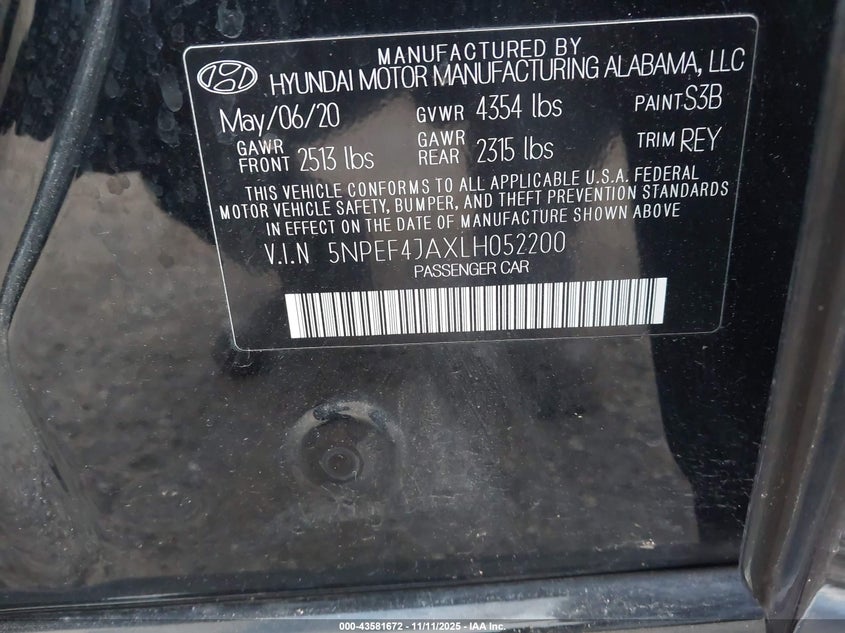 MANUFACTURED BY
HYUNDAI MOTOR MANUFACTURING ALABAMA, LLC
May/06/20 GVWR 4354 lbs PAINT S3B
GAWR FRONT 2513 lbs GAWR REAR 2315 lbs TRIM REY
THIS VEHICLE CONFORMS TO ALL APPLICABLE U.S.A. FEDERAL
MOTOR VEHICLE SAFETY, BUMPER, AND THEFT PREVENTION STANDARDS
IN EFFECT ON THE DATE OF MANUFACTURE SHOWN ABOVE
V.I.N 5NPEF4JAXLH052200
PASSENGER CAR
000-43581672 - 11/11/2025 - IAA Inc.